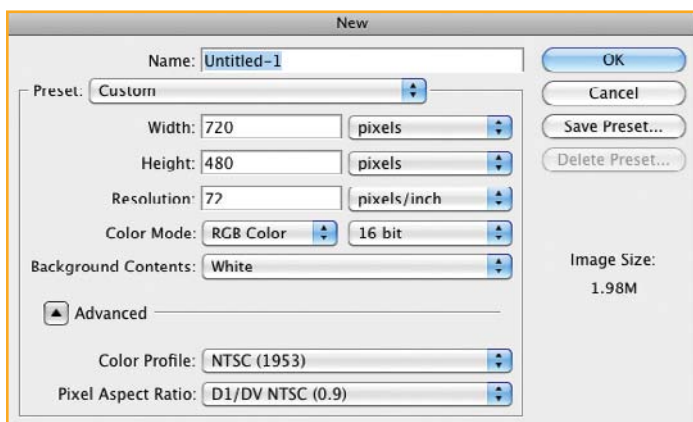 New
Name: Untitled-1
OK
Preset: Custom
Cancel
Width: 720 pixels
Save Preset...
Height: 480 pixels
Delete Preset...
Resolution: 72 pixels/inch
Color Mode: RGB Color 16 bit
Background Contents: White
Image Size:
1.98M
Advanced
Color Profile: NTSC (1953)
Pixel Aspect Ratio: D1/DV NTSC (0.9)